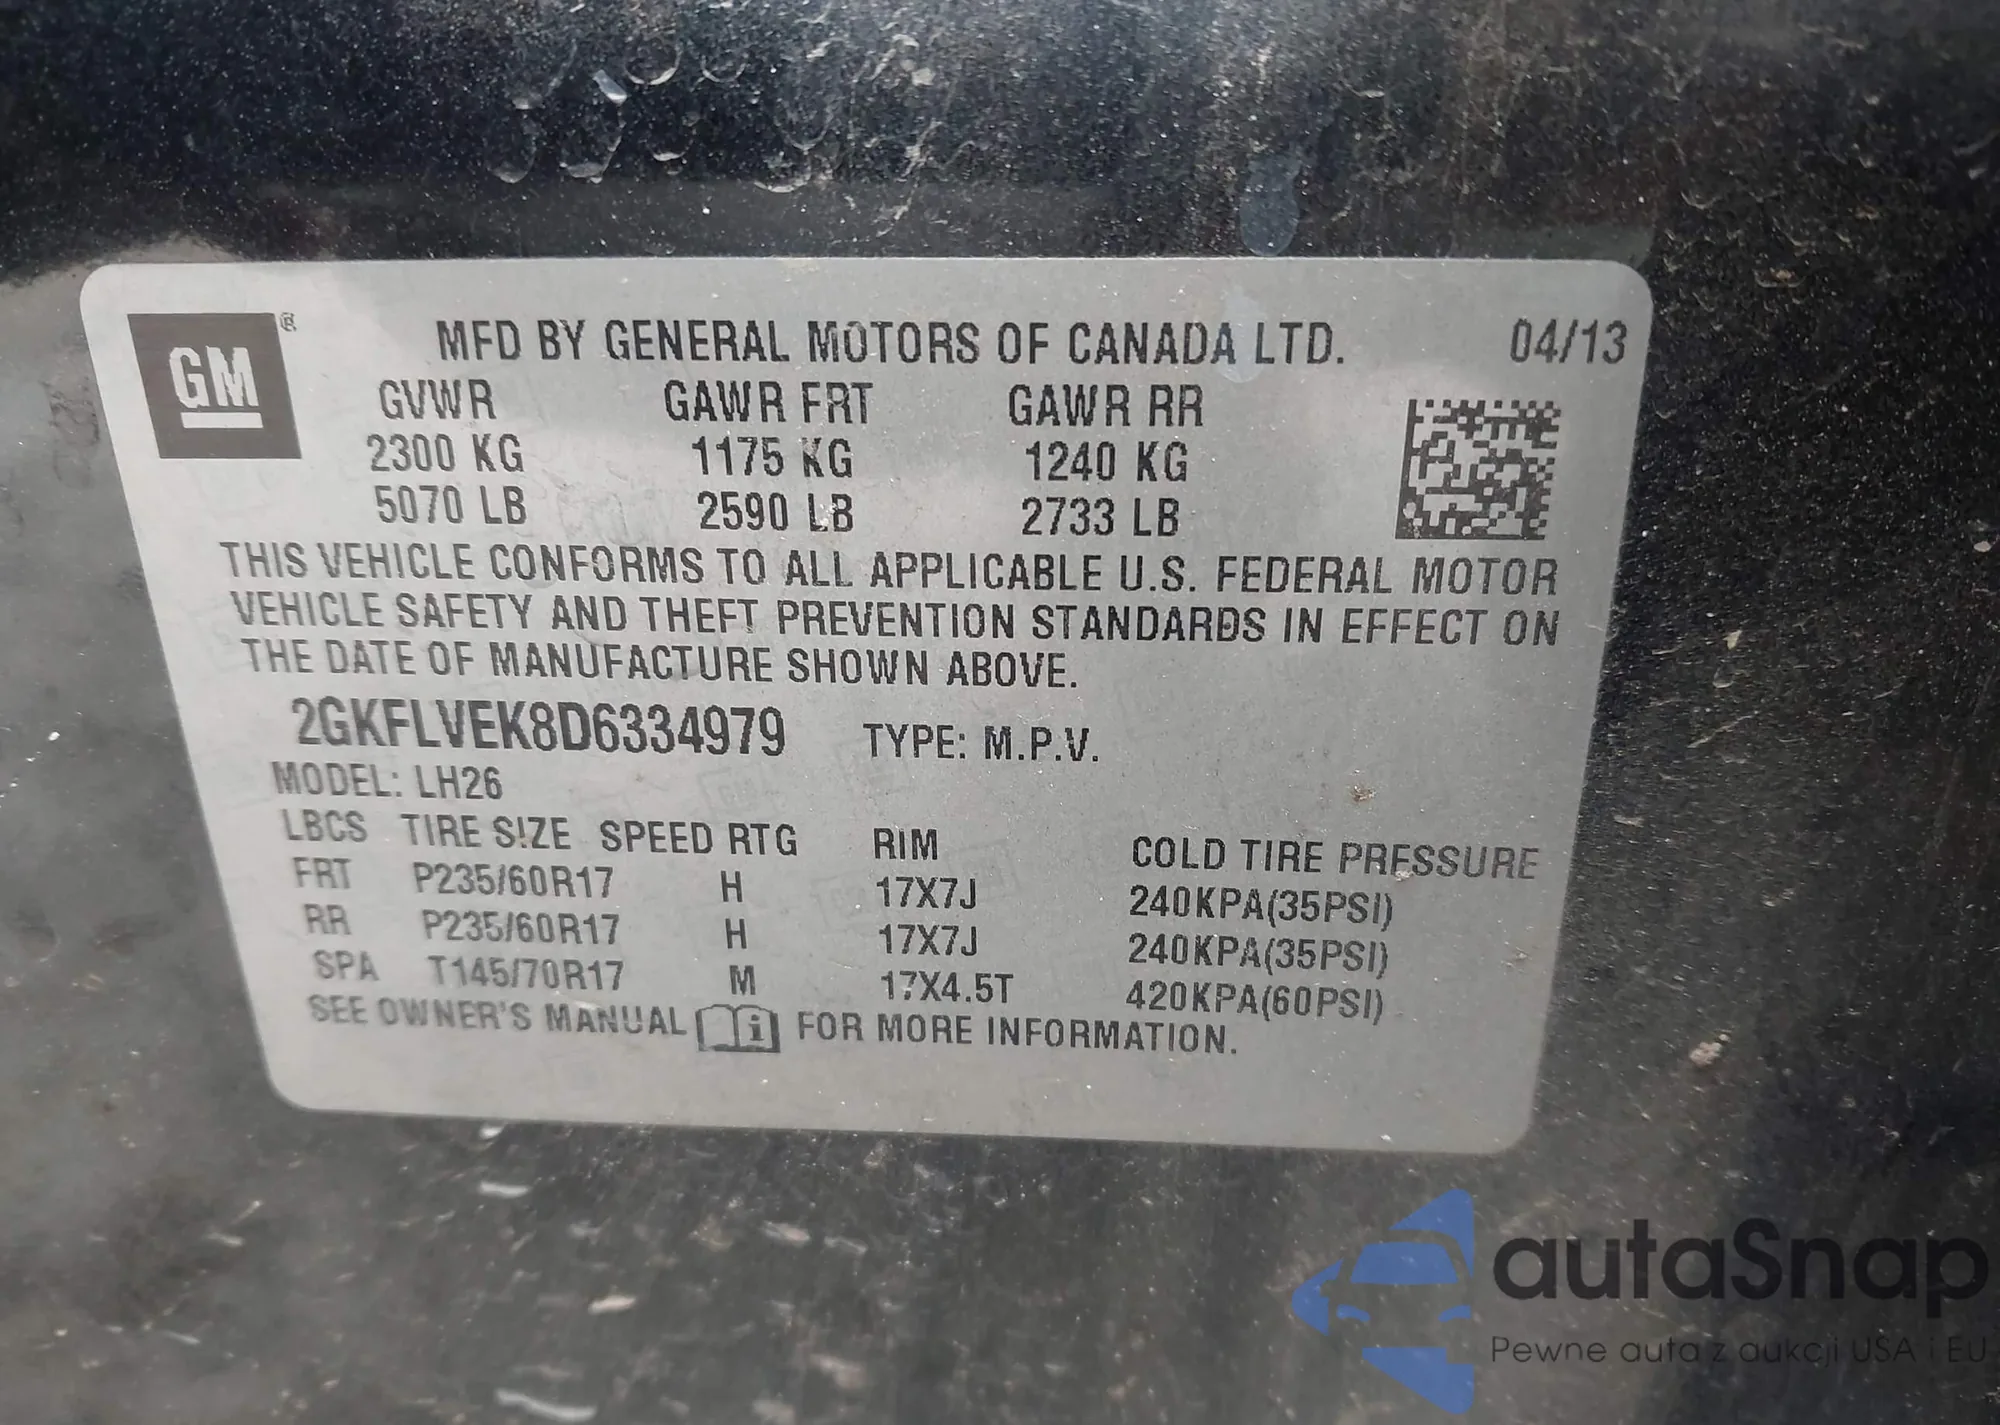 GM ®
MFD BY GENERAL MOTORS OF CANADA LTD. 04/13
GVWR GAWR FRT GAWR RR
2300 KG 1175 KG 1240 KG
5070 LB 2590 LB 2733 LB
THIS VEHICLE CONFORMS TO ALL APPLICABLE U.S. FEDERAL MOTOR
VEHICLE SAFETY AND THEFT PREVENTION STANDARDS IN EFFECT ON
THE DATE OF MANUFACTURE SHOWN ABOVE.
2GKFLVEK8D6334979 TYPE: M.P.V.
MODEL: LH26
LBCS TIRE SIZE SPEED RTG RIM COLD TIRE PRESSURE
FRT P235/60R17 H 17X7J 240KPA(35PSI)
RR P235/60R17 H 17X7J 240KPA(35PSI)
SPA T145/70R17 M 17X4.5T 420KPA(60PSI)
SEE OWNER'S MANUAL i FOR MORE INFORMATION.
autaSnap
Pewne auta z aukcji USA i EU